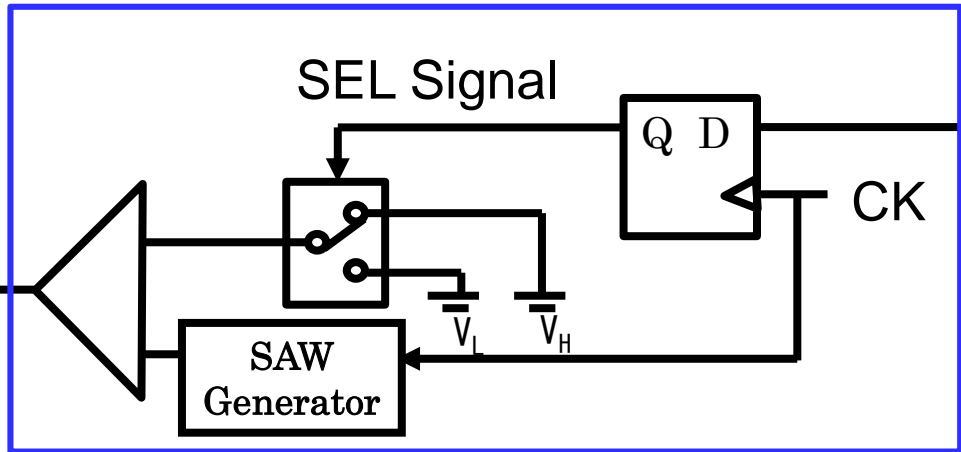 SEL Signal
Q D
CK
V_L
V_H
SAW
Generator